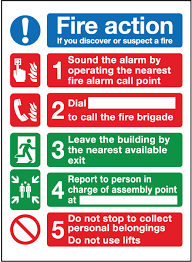 Fire action
If you discover or suspect a fire
1 Sound the alarm by
operating the nearest
fire alarm call point
2 Dial
to call the fire brigade
3 Leave the building by
the nearest available
exit
4 Report to person in
charge of assembly point
at
5 Do not stop to collect
personal belongings
Do not use lifts